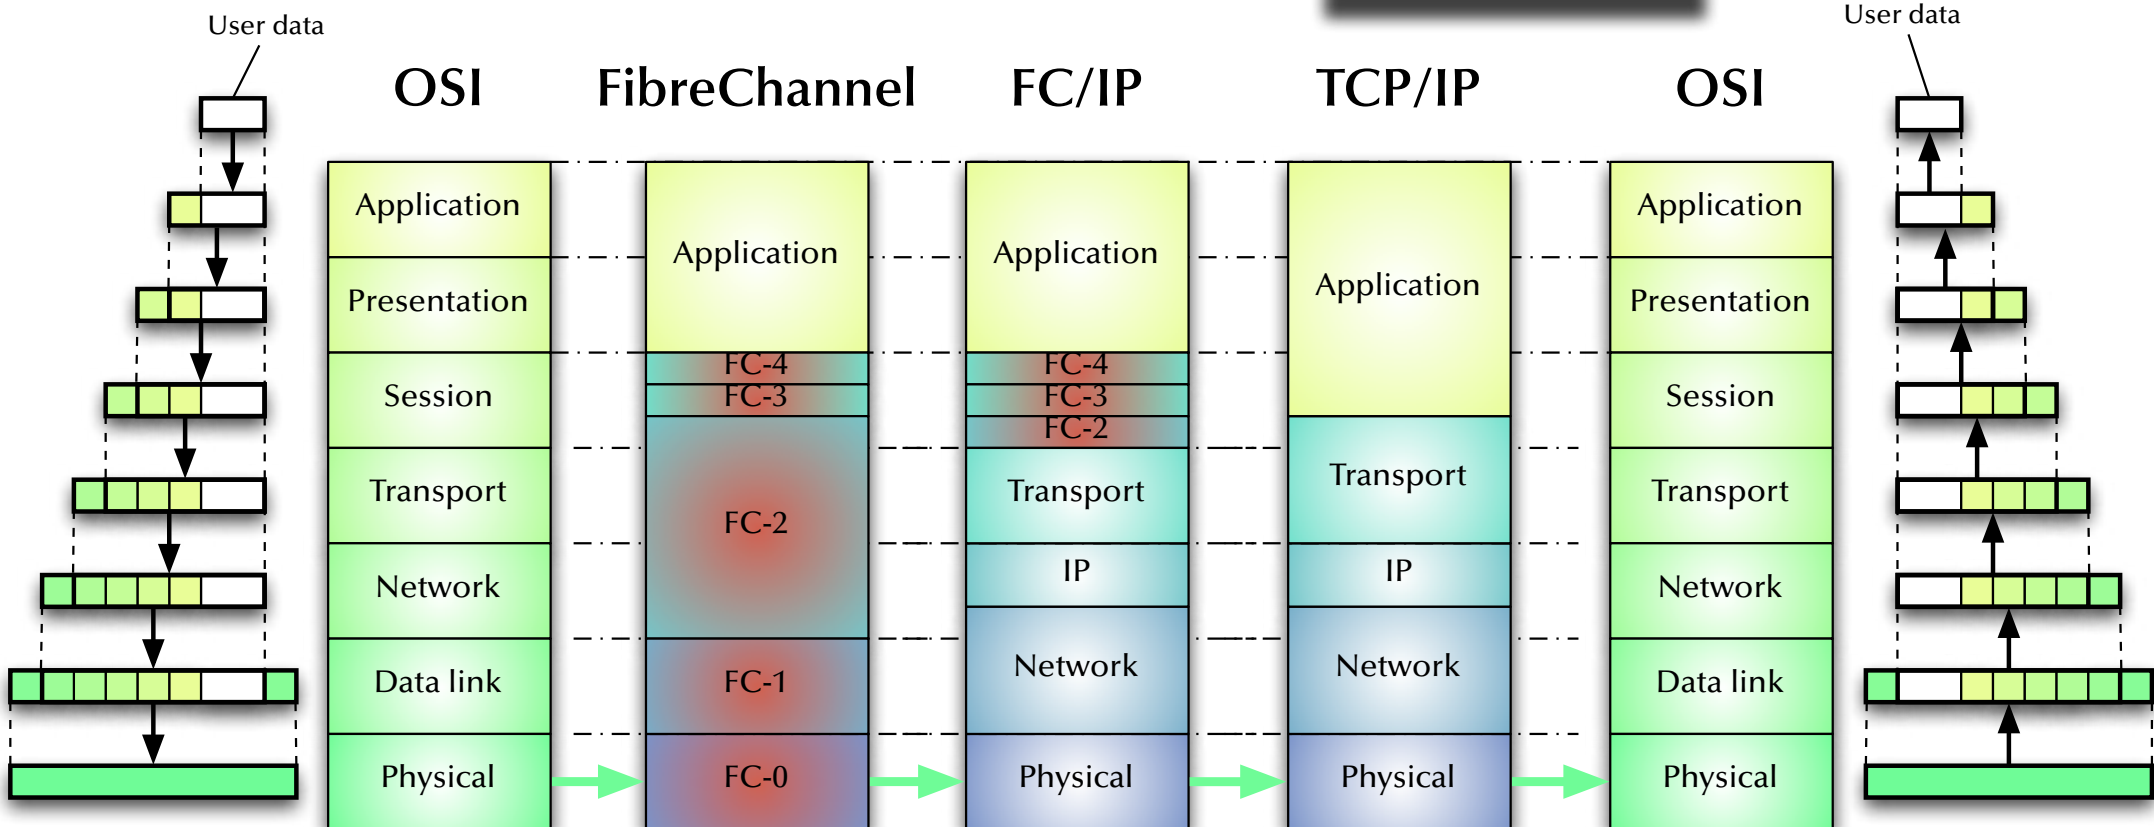 User data
User data
OSI
FibreChannel
FC/IP
TCP/IP
OSI
Application
Presentation
Session
Transport
Network
Data link
Physical
Application
FC-4
FC-3
FC-2
FC-1
FC-0
Application
FC-4
FC-3
FC-2
Transport
IP
Network
Physical
Application
Transport
IP
Network
Physical
Application
Presentation
Session
Transport
Network
Data link
Physical